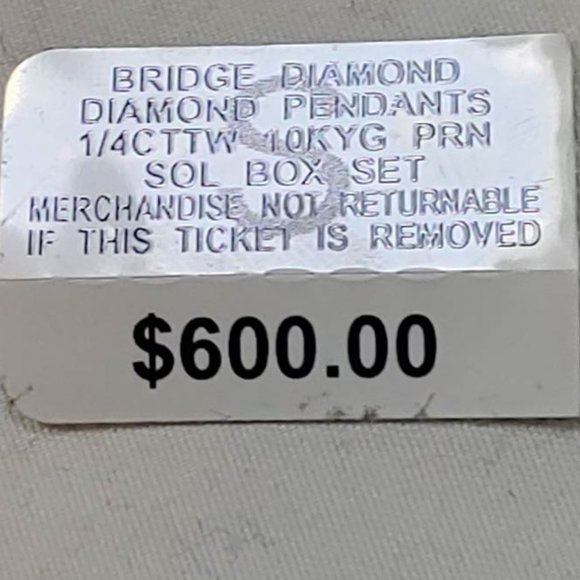 BRIDGE DIAMOND
DIAMOND PENDANTS
1/4CTTW 10KYG PRN
SOL BOX SET
MERCHANDISE NOT RETURNABLE
IF THIS TICKET IS REMOVED
$600.00